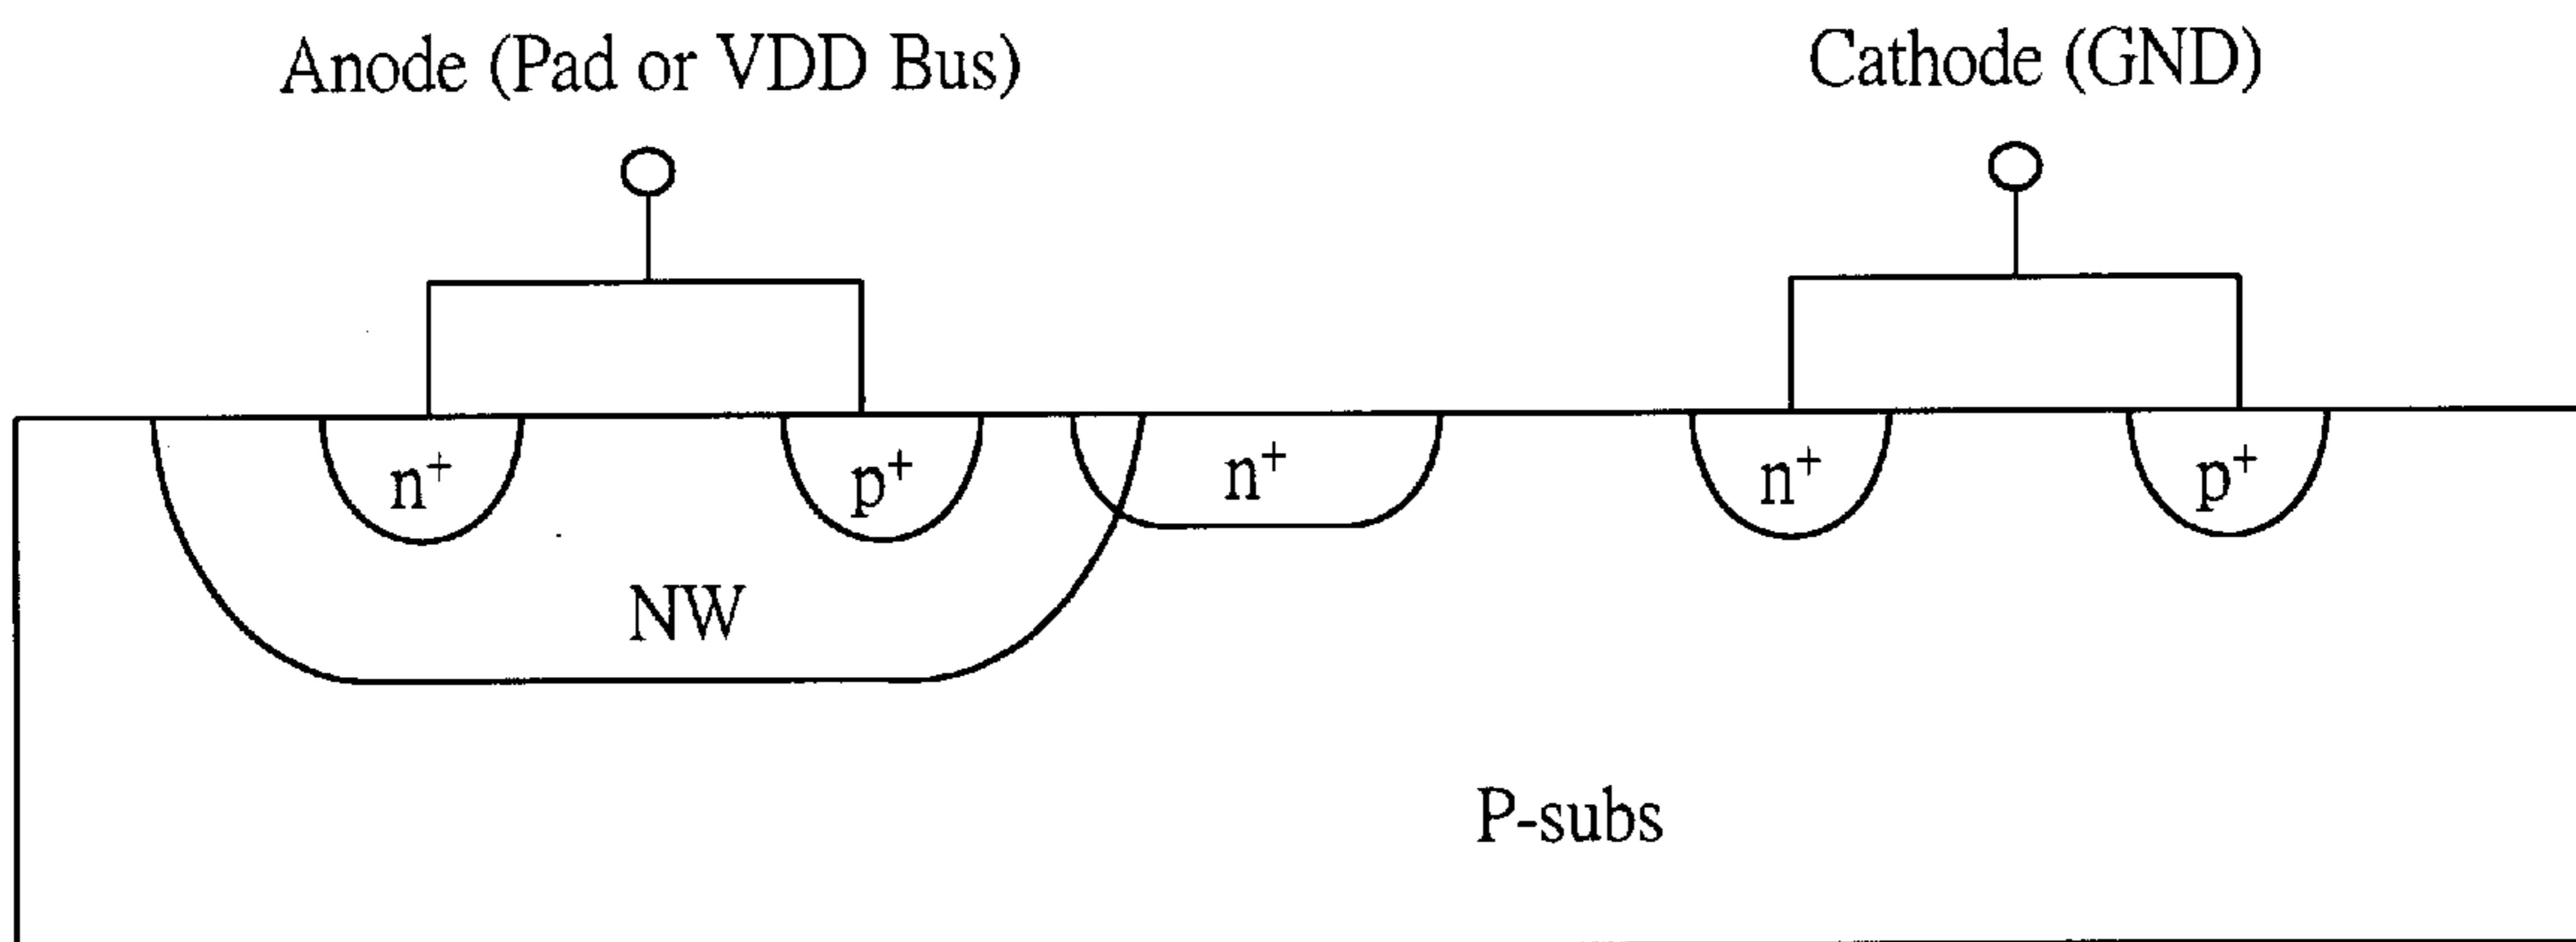 Anode (Pad or VDD Bus)
Cathode (GND)
n⁺
p⁺
n⁺
n⁺
p⁺
NW
P-subs